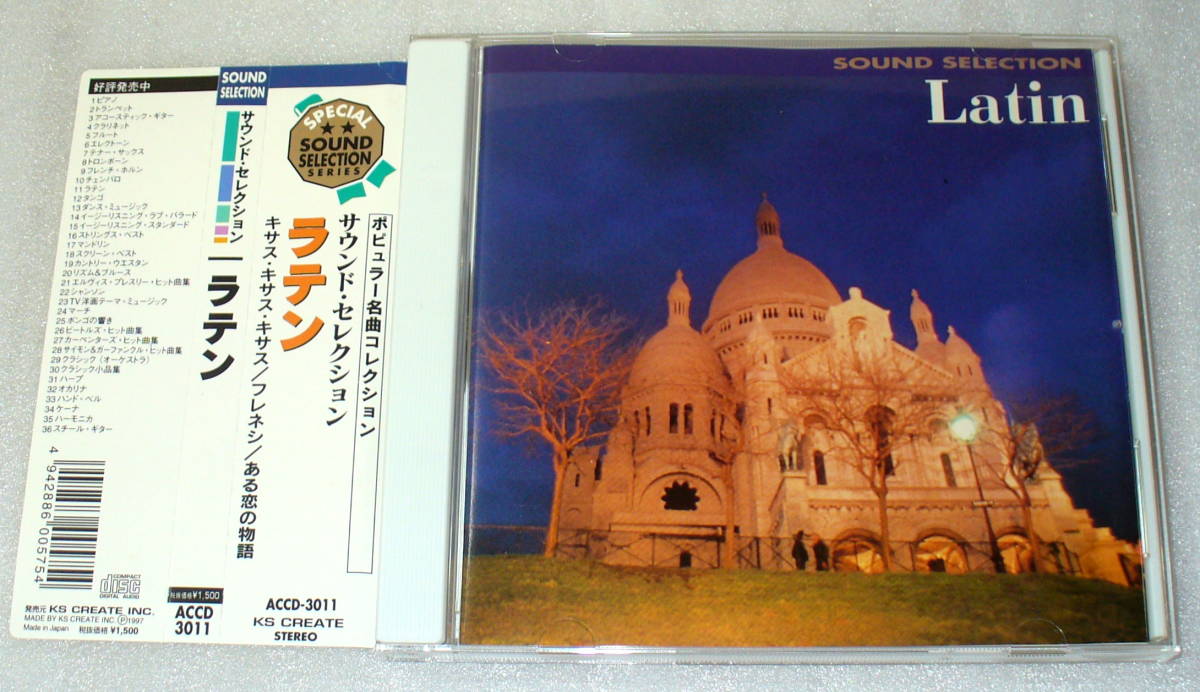 好評発売中
1 ピアノ
2 トランペット
3 アコースティック・ギター
4 クラリネット
5 フルート
6 エレクトーン
7 テナー・サックス
8 トロンボーン
9 フレンチ・ホルン
10 チェンバロ
11 ラテン
12 タンゴ
13 ダンス・ミュージック
14 イージーリスニング・ラブ・バラード
15 イージーリスニング・スタンダード
16 ストリングス・ベスト
17 マンドリン
18 スクリーン・ベスト
19 カントリー・ウエスタン
20 リズム&ブルース
21 エルヴィス・プレスリー・ヒット曲集
22 シャンソン
23 TV洋画テーマ・ミュージック
24 マーチ
25 ボンゴの響き
26 ビートルズ・ヒット曲集
27 カーペンターズ・ヒット曲集
28 サイモン&ガーファンクル・ヒット曲集
29 クラシック(オーケストラ)
30 クラシック小品集
31 ハープ
32 オカリナ
33 ハンド・ベル
34 ケーナ
35 ハーモニカ
36 スチール・ギター
4 942886 005754
COMPACT
disc
DIGITAL AUDIO
発売元 KS CREATE INC.
MADE BY KS CREATE INC. Ⓟ1997
Made in Japan 税抜価格 ¥1,500
SOUND
SELECTION
サウンド・セレクション
ラテン
税抜価格¥1,500
ACCD
3011
SPECIAL
SOUND
SELECTION
SERIES
ポピュラー名曲コレクション
サウンド・セレクション
ラテン
キサス・キサス・キサス/フレネシ/ある恋の物語
ACCD-3011
KS CREATE
STEREO
SOUND SELECTION
Latin